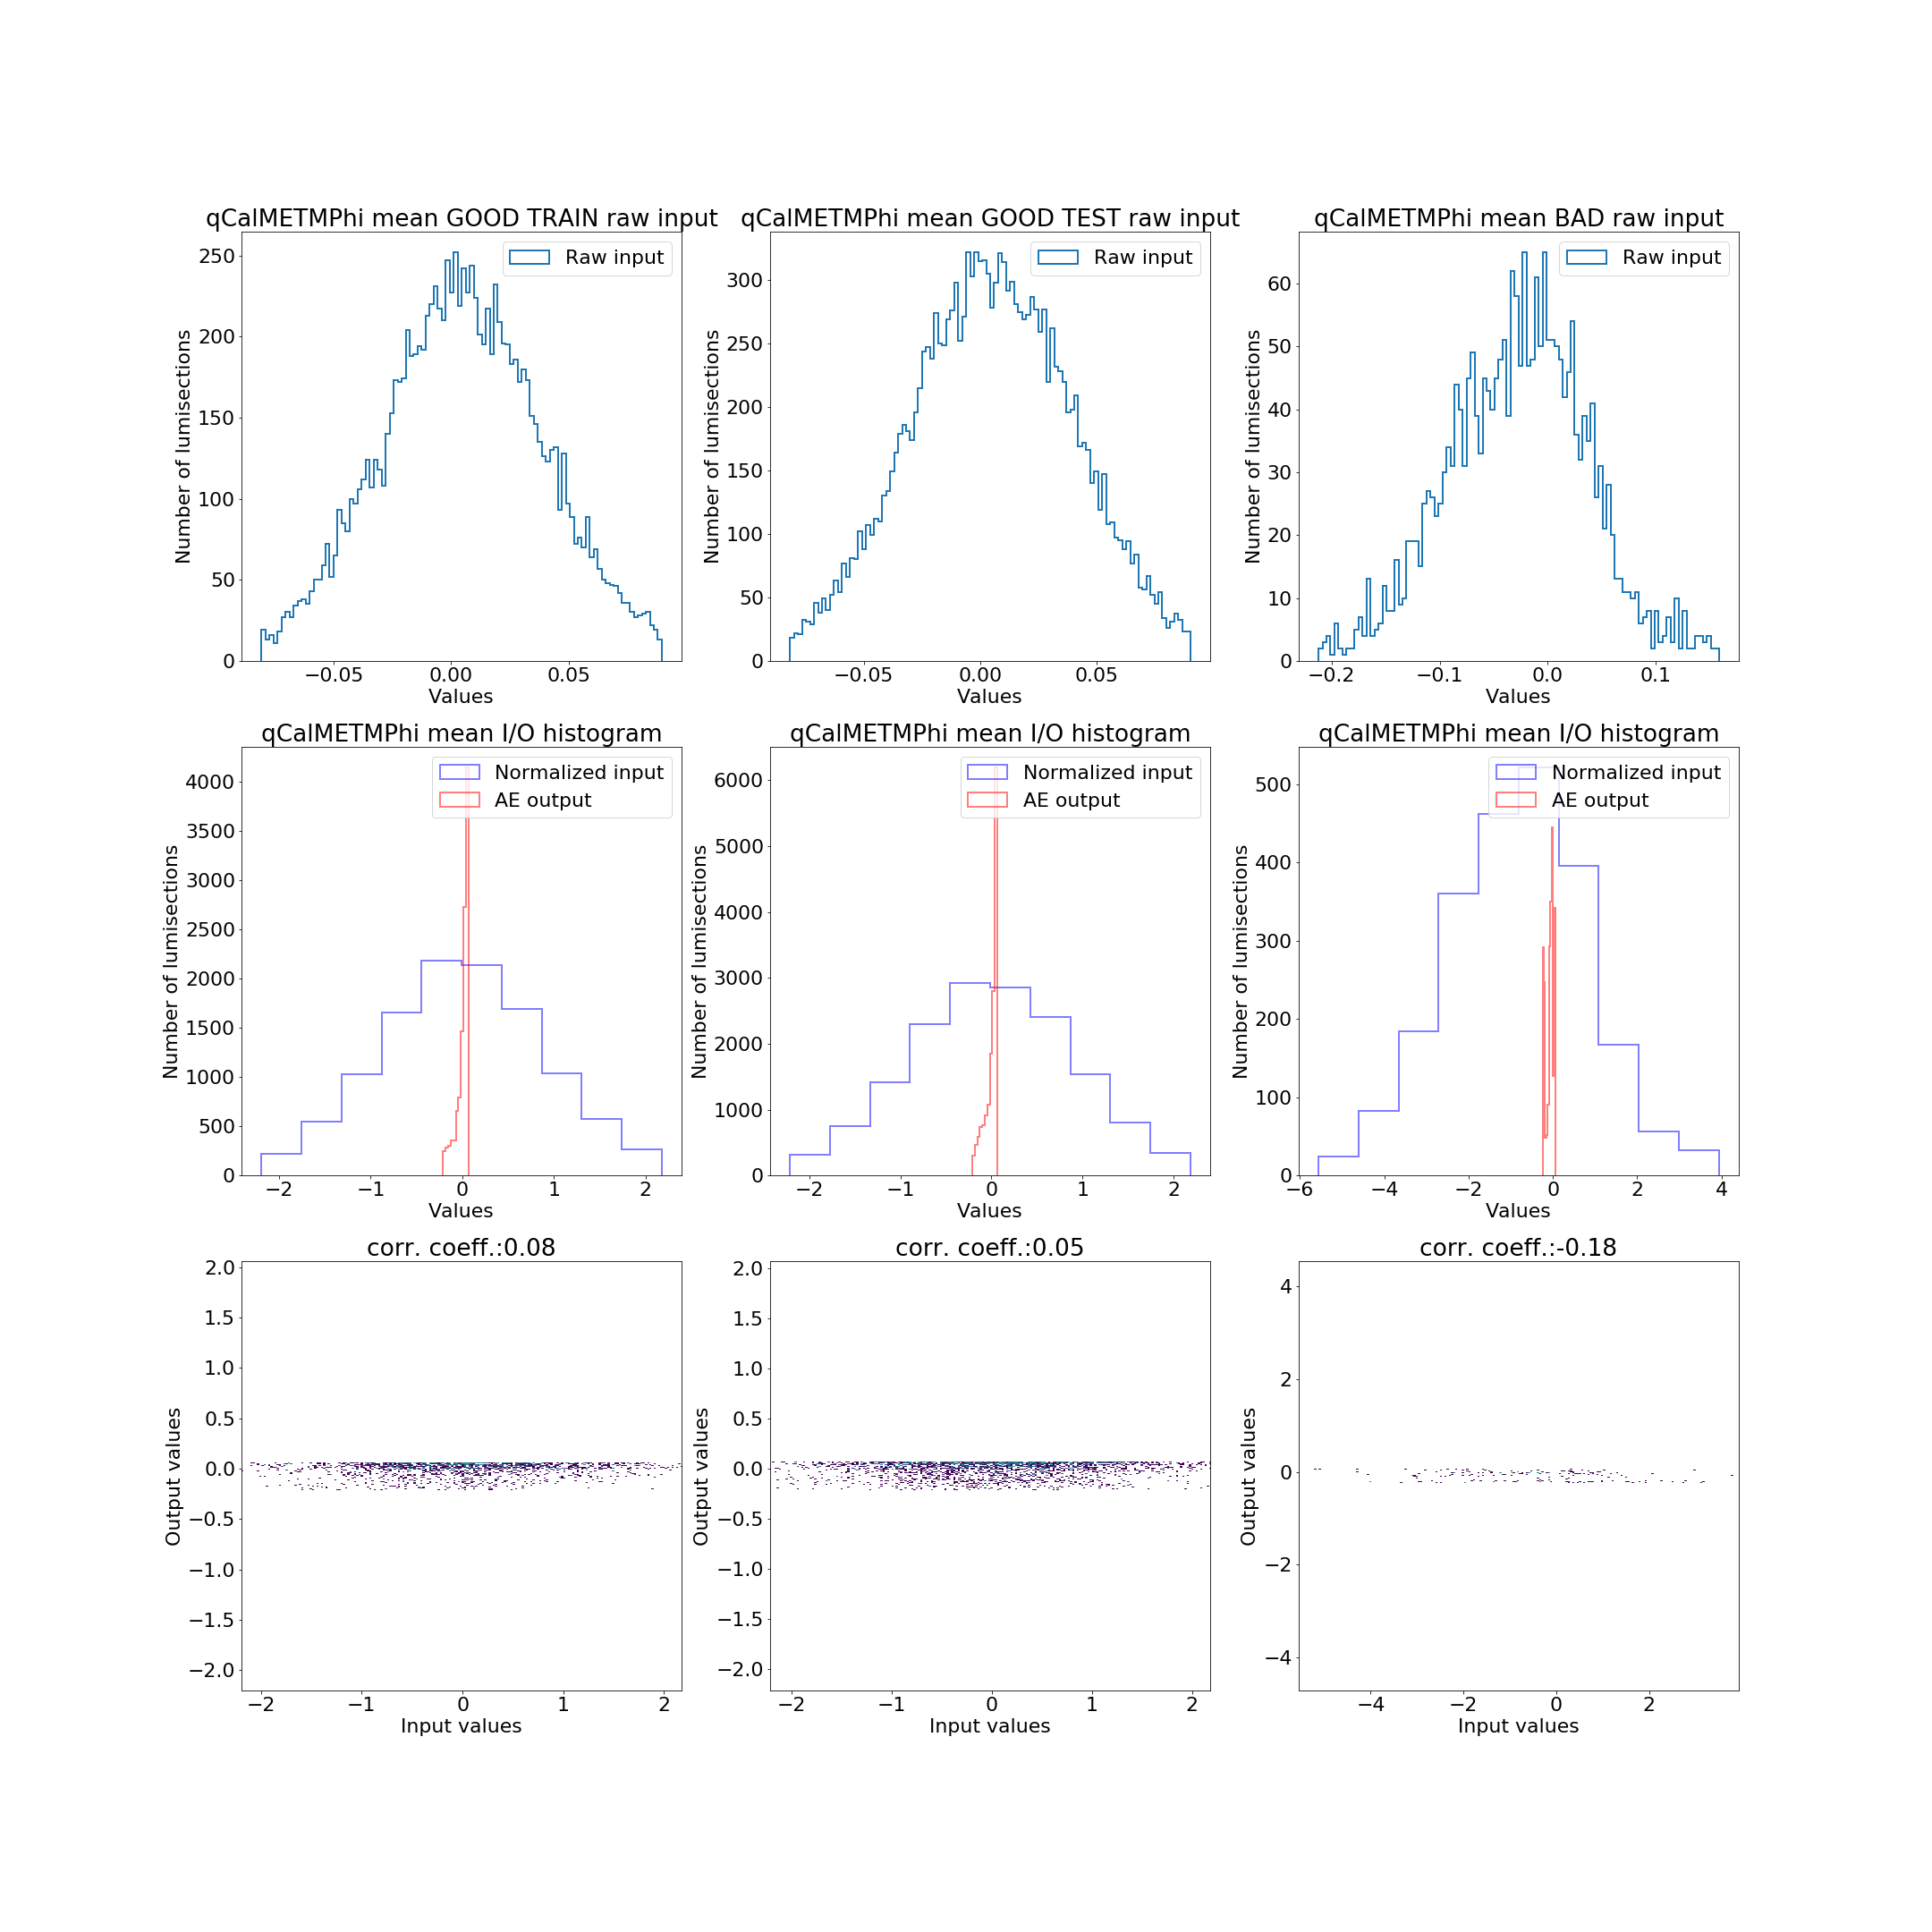 qCalMETMPhi mean GOOD TRAIN raw input
250
200
150
100
50
0
Number of lumisections
Raw input
−0.05 0.00 0.05
Values
qCalMETMPhi mean GOOD TEST raw input
300
250
200
150
100
50
0
Number of lumisections
Raw input
−0.05 0.00 0.05
Values
qCalMETMPhi mean BAD raw input
60
50
40
30
20
10
0
Number of lumisections
Raw input
−0.2 −0.1 0.0 0.1
Values
qCalMETMPhi mean I/O histogram
4000
3500
3000
2500
2000
1500
1000
500
0
Number of lumisections
Normalized input
AE output
−2 −1 0 1 2
Values
qCalMETMPhi mean I/O histogram
6000
5000
4000
3000
2000
1000
0
Number of lumisections
Normalized input
AE output
−2 −1 0 1 2
Values
qCalMETMPhi mean I/O histogram
500
400
300
200
100
0
Number of lumisections
Normalized input
AE output
−6 −4 −2 0 2 4
Values
corr. coeff.:0.08
2.0
1.5
1.0
0.5
0.0
−0.5
−1.0
−1.5
−2.0
Output values
−2 −1 0 1 2
Input values
corr. coeff.:0.05
2.0
1.5
1.0
0.5
0.0
−0.5
−1.0
−1.5
−2.0
Output values
−2 −1 0 1 2
Input values
corr. coeff.:-0.18
4
2
0
−2
−4
Output values
−4 −2 0 2
Input values